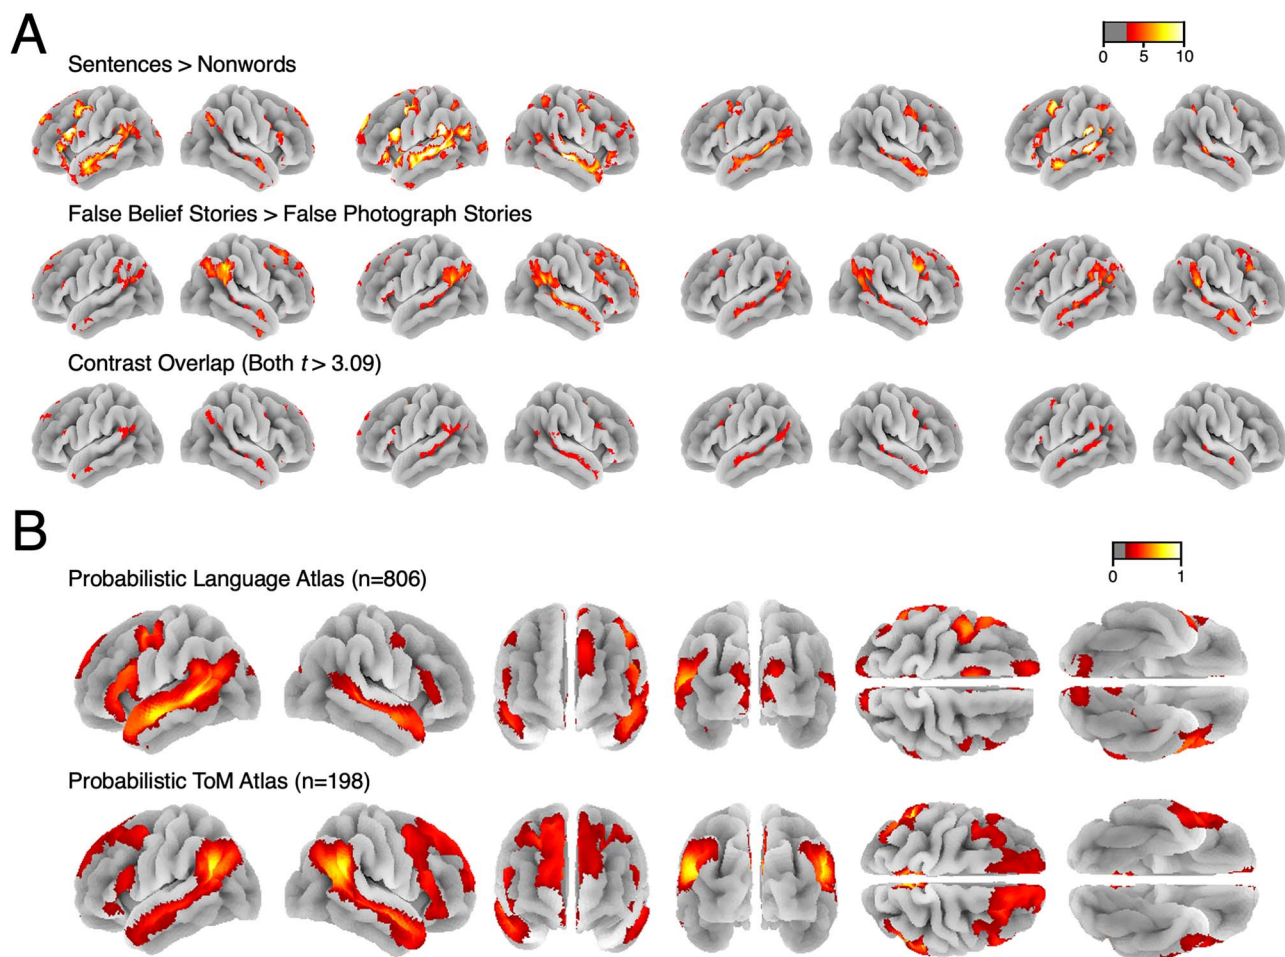 A
0 5 10
Sentences > Nonwords
False Belief Stories > False Photograph Stories
Contrast Overlap (Both t > 3.09)
B
0 1
Probabilistic Language Atlas (n=806)
Probabilistic ToM Atlas (n=198)